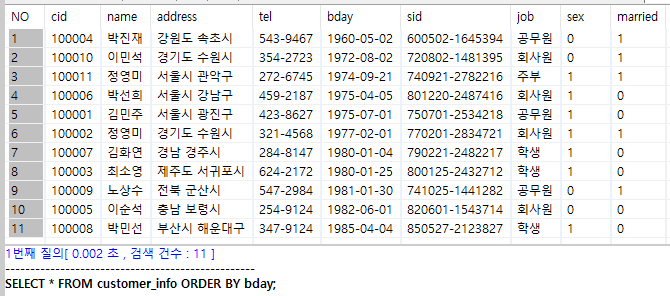 NO cid name address tel bday sid job sex married
1 100004 박진재 강원도 속초시 543-9467 1960-05-02 600502-1645394 공무원 0 1
2 100010 이민석 경기도 수원시 354-2723 1972-08-02 720802-1481395 회사원 0 1
3 100011 정영미 서울시 관악구 272-6745 1974-09-21 740921-2782216 주부 1 1
4 100006 박선희 서울시 강남구 459-2187 1975-04-05 801220-2487416 회사원 1 0
5 100001 김민주 서울시 광진구 423-8627 1975-07-01 750701-2534218 공무원 1 0
6 100002 정영미 경기도 수원시 321-4568 1977-02-01 770201-2834721 회사원 1 1
7 100007 김화연 경남 경주시 284-8147 1980-01-04 790221-2482217 학생 1 0
8 100003 최소영 제주도 서귀포시 624-2172 1980-01-25 800125-2432712 학생 1 0
9 100009 노상수 전북 군산시 547-2984 1981-01-30 741025-1441282 공무원 0 1
10 100005 이순석 충남 보령시 254-9124 1982-06-01 820601-1543714 회사원 0 0
11 100008 박민선 부산시 해운대구 347-9124 1985-04-04 850527-2123827 학생 1 0
1번째 질의[ 0.002 초 , 검색 건수 : 11 ]
--------------------------------------------------
SELECT * FROM customer_info ORDER BY bday;